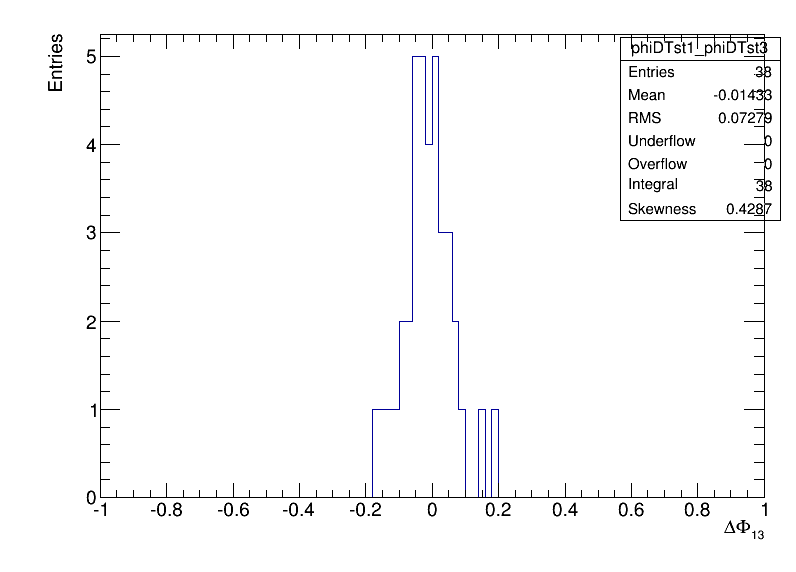 Entries
5
4
3
2
1
0
-1 -0.8 -0.6 -0.4 -0.2 0 0.2 0.4 0.6 0.8 1
ΔΦ13
phiDTst1_phiDTst3
Entries 38
Mean -0.01433
RMS 0.07279
Underflow 0
Overflow 0
Integral 38
Skewness 0.4287